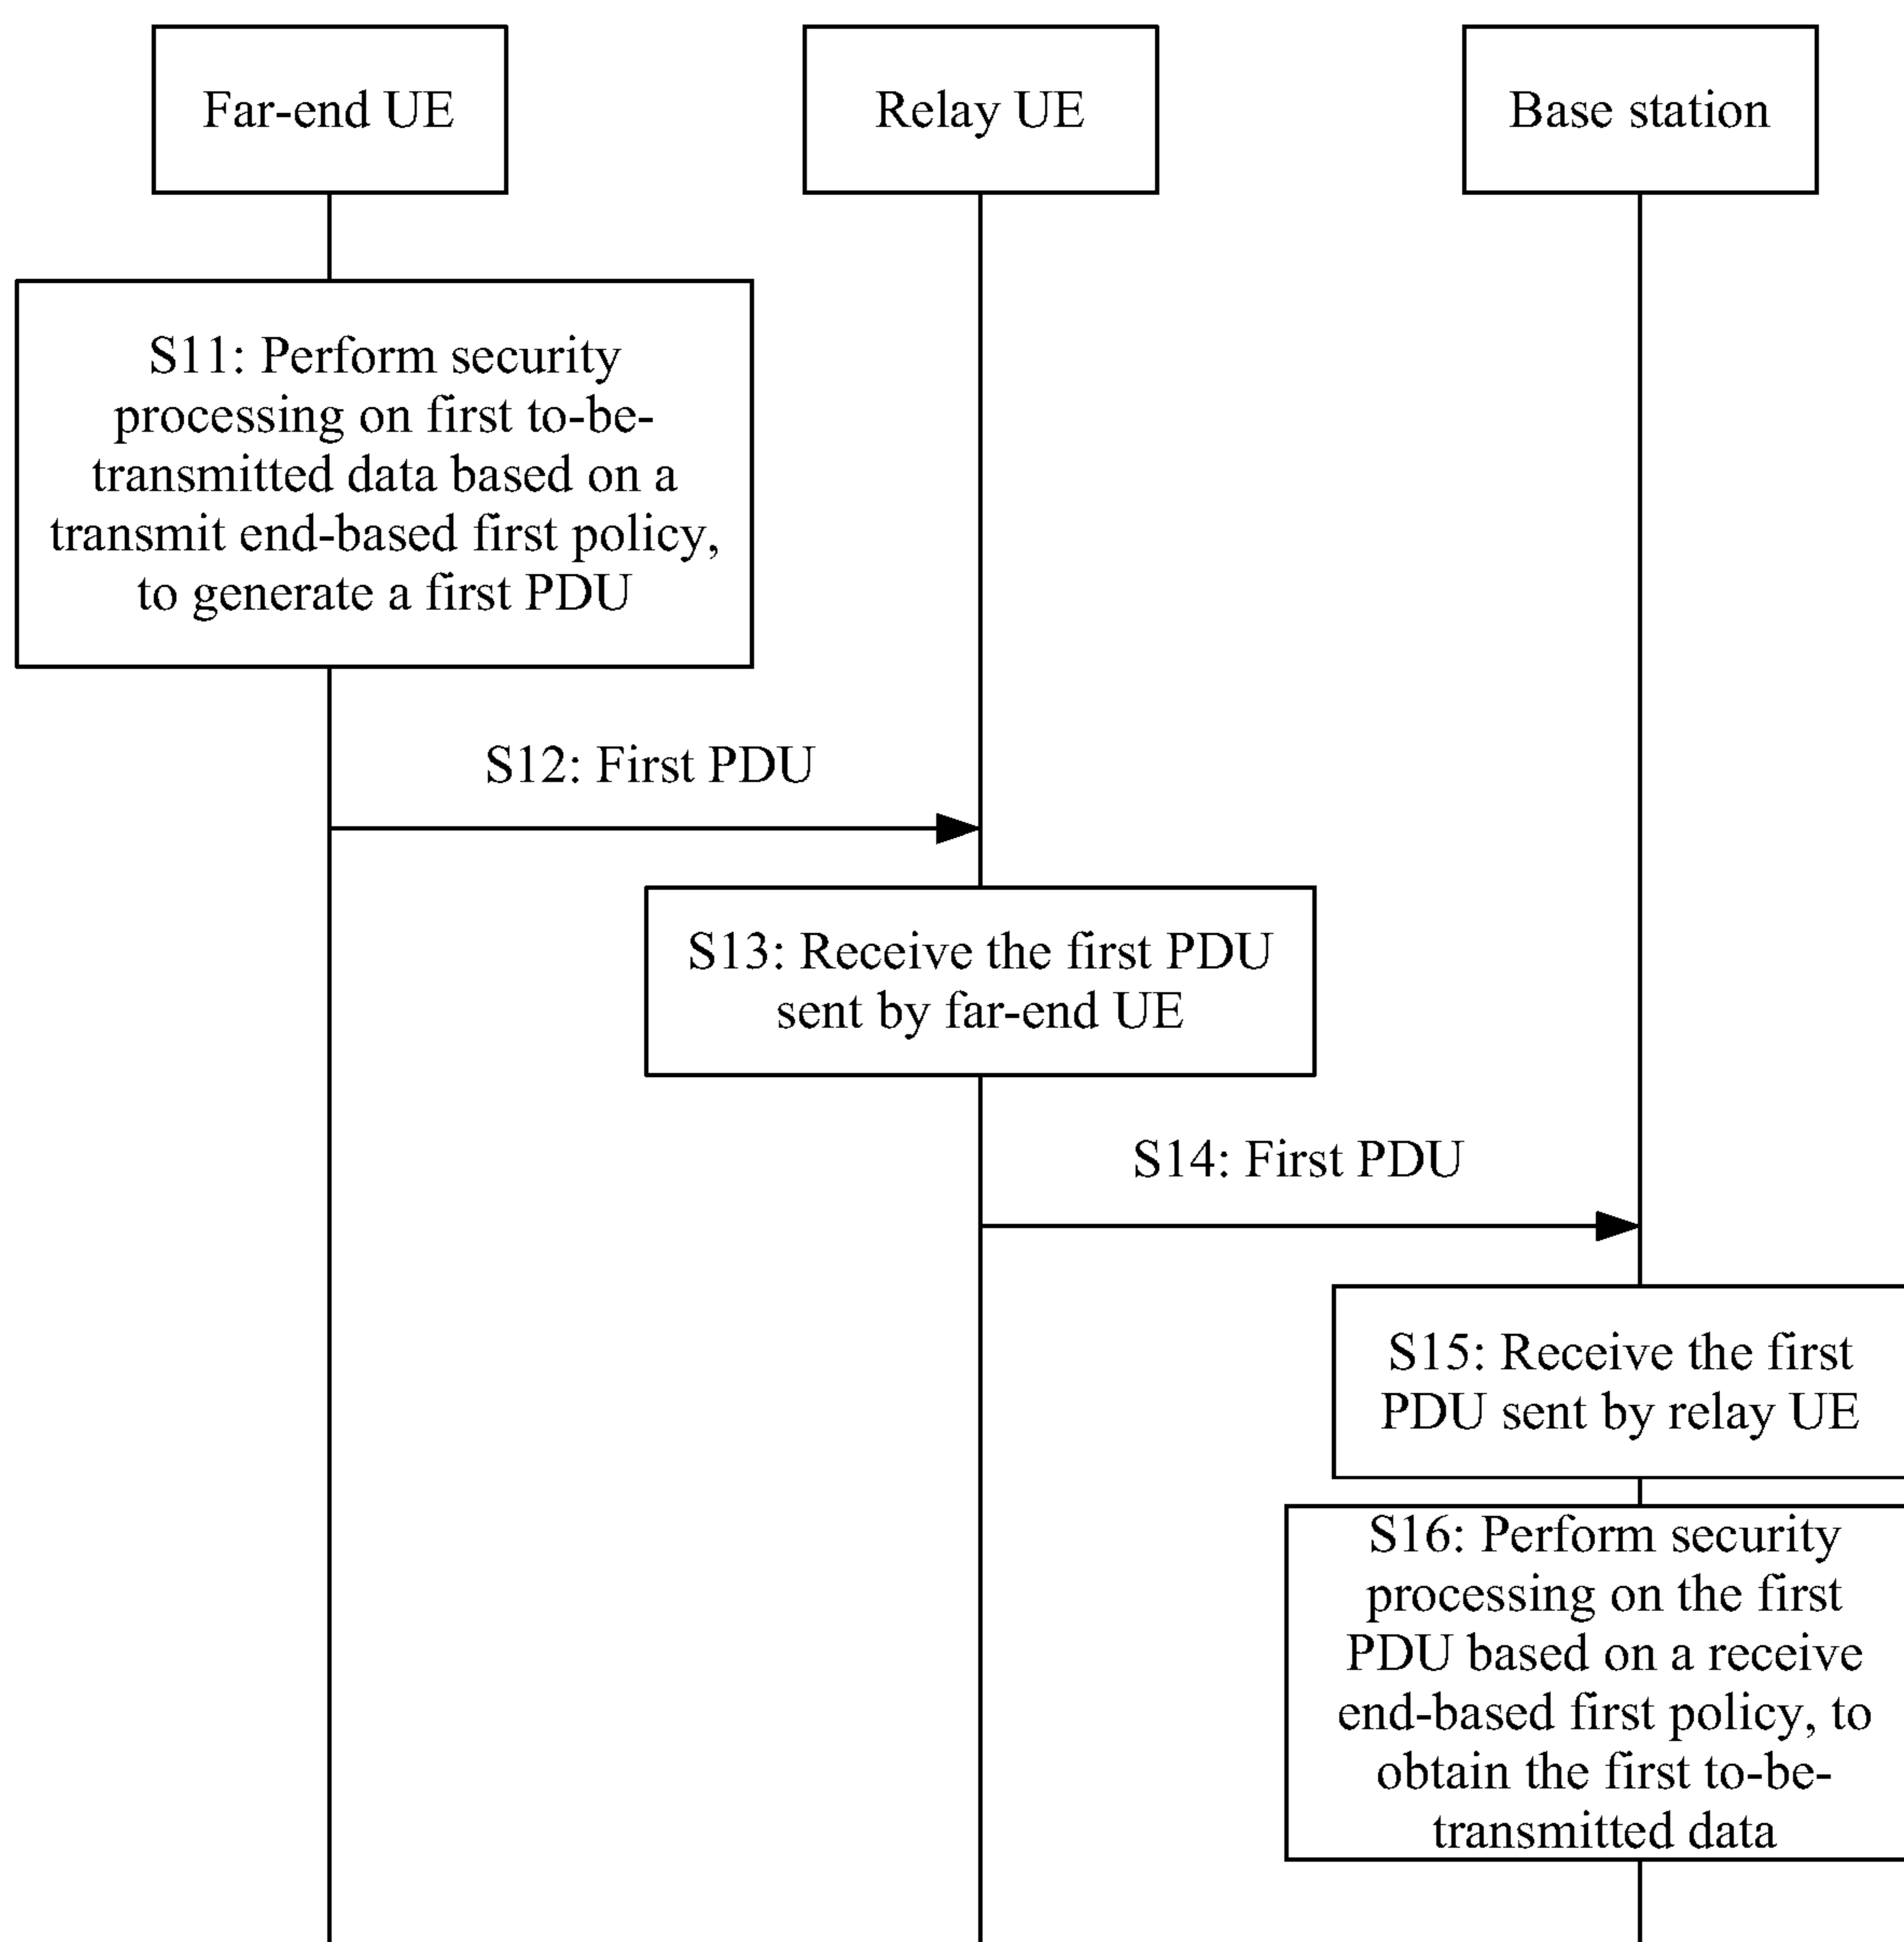 Far-end UE
Relay UE
Base station
S11: Perform security
processing on first to-be-
transmitted data based on a
transmit end-based first policy,
to generate a first PDU
S12: First PDU
S13: Receive the first PDU
sent by far-end UE
S14: First PDU
S15: Receive the first
PDU sent by relay UE
S16: Perform security
processing on the first
PDU based on a receive
end-based first policy, to
obtain the first to-be-
transmitted data